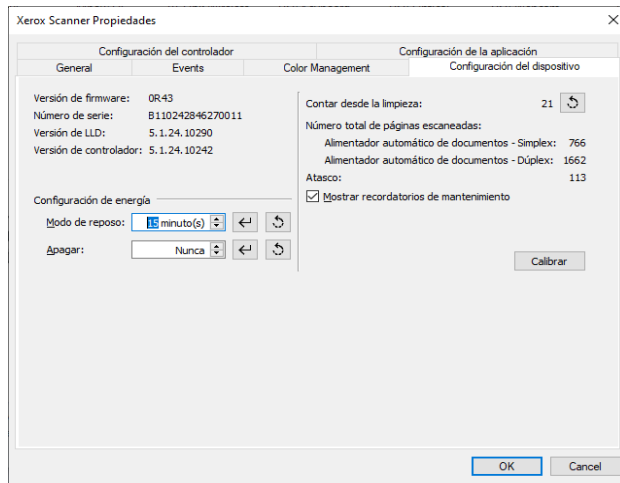 Xerox Scanner Propiedades
Configuración del controlador
Configuración de la aplicación
General
Events
Color Management
Configuración del dispositivo
Versión de firmware: 0R43
Número de serie: B110242846270011
Versión de LLD: 5.1.24.10290
Versión de controlador: 5.1.24.10242
Configuración de energía
Modo de reposo: 15 minuto(s)
Apagar: Nunca
Contar desde la limpieza: 21
Número total de páginas escaneadas:
Alimentador automático de documentos - Simplex: 766
Alimentador automático de documentos - Dúplex: 1662
Atasco: 113
Mostrar recordatorios de mantenimiento
Calibrar
OK
Cancel